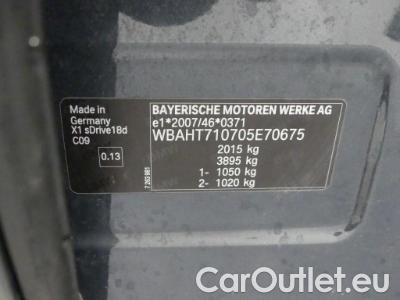 Made in
Germany
X1 sDrive18d
C09
0.13
BAYERISCHE MOTOREN WERKE AG
e1*2007/46*0371
WBAHT710705E70675
2015 kg
3895 kg
1- 1050 kg
2- 1020 kg
CarOutlet.eu